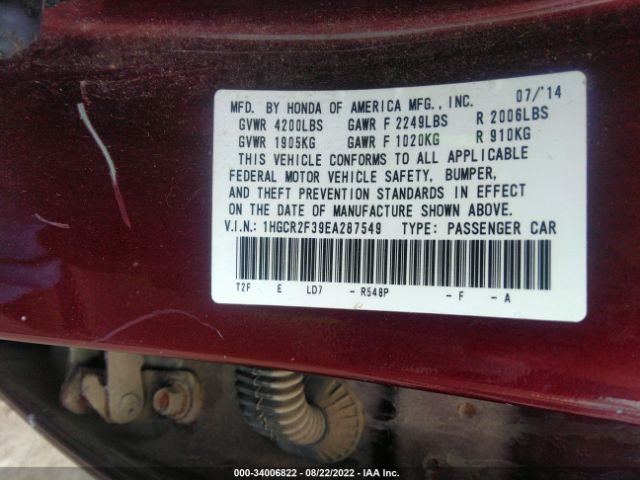 MFD. BY HONDA OF AMERICA MFG., INC. 07/'14
GVWR 4200LBS GAWR F 2249LBS R 2006LBS
GVWR 1905KG GAWR F 1020KG R 910KG
THIS VEHICLE CONFORMS TO ALL APPLICABLE
FEDERAL MOTOR VEHICLE SAFETY, BUMPER,
AND THEFT PREVENTION STANDARDS IN EFFECT
ON THE DATE OF MANUFACTURE SHOWN ABOVE.
V.I.N.: 1HGCR2F39EA287549 TYPE: PASSENGER CAR
T2F E LD7 - R548P - F - A
000-34006822 - 08/22/2022 - IAA Inc.